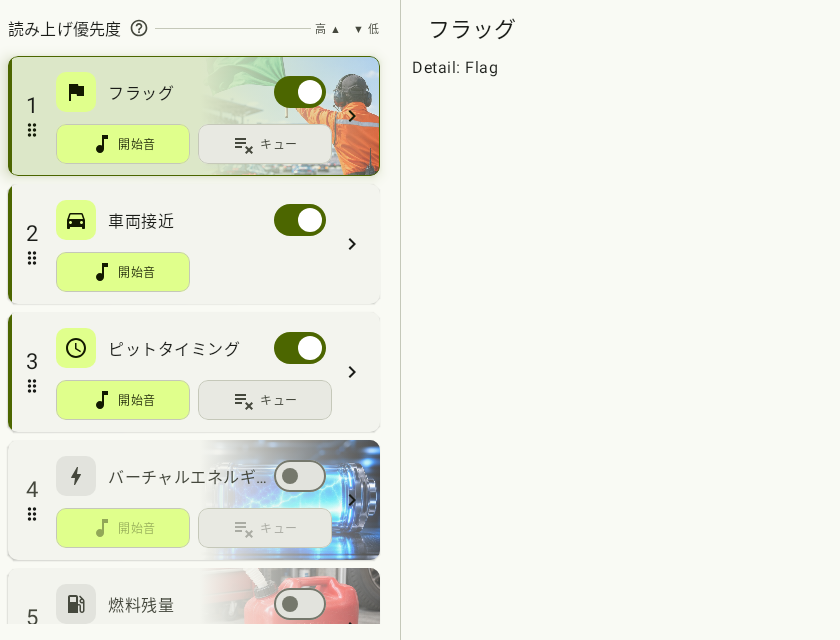 読み上げ優先度
高 ▲ ▼ 低
1
フラッグ
開始音
キュー
2
車両接近
開始音
3
ピットタイミング
開始音
キュー
4
バーチャルエネルギ…
開始音
キュー
5
燃料残量
フラッグ
Detail: Flag